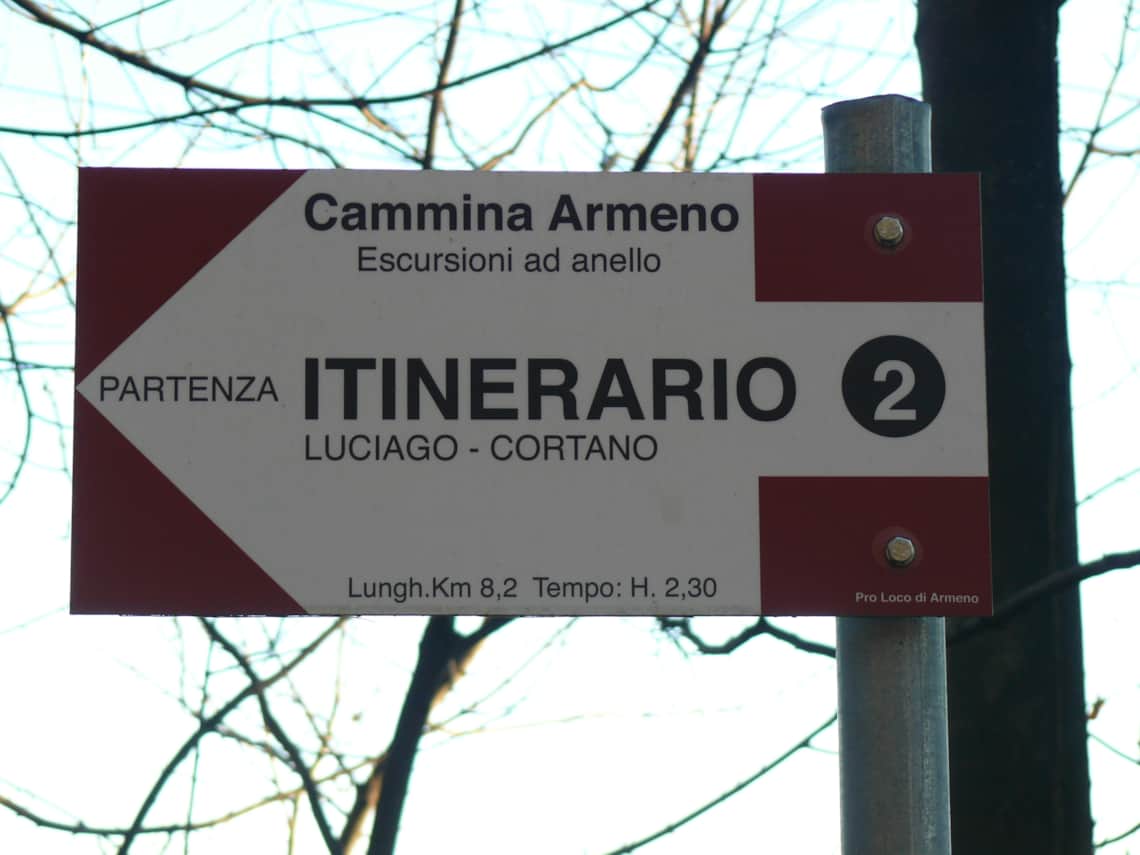 Cammina Armeno
Escursioni ad anello
PARTENZA ITINERARIO 2
LUCIAGO - CORTANO
Lungh.Km 8,2 Tempo: H. 2,30
Pro Loco di Armeno